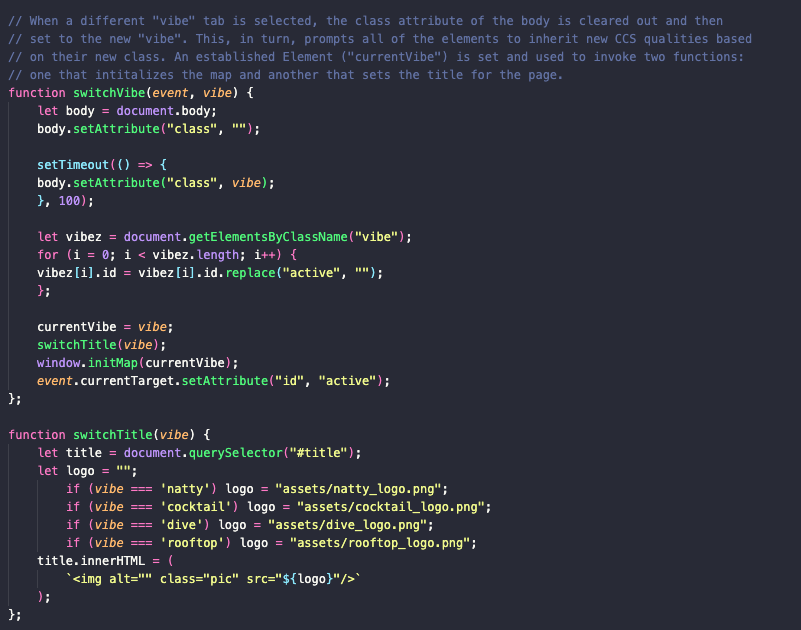 // When a different "vibe" tab is selected, the class attribute of the body is cleared out and then
// set to the new "vibe". This, in turn, prompts all of the elements to inherit new CCS qualities based
// on their new class. An established Element ("currentVibe") is set and used to invoke two functions:
// one that intitalizes the map and another that sets the title for the page.
function switchVibe(event, vibe) {
    let body = document.body;
    body.setAttribute("class", "");

    setTimeout(() => {
    body.setAttribute("class", vibe);
    }, 100);

    let vibez = document.getElementsByClassName("vibe");
    for (i = 0; i < vibez.length; i++) {
    vibez[i].id = vibez[i].id.replace("active", "");
    };

    currentVibe = vibe;
    switchTitle(vibe);
    window.initMap(currentVibe);
    event.currentTarget.setAttribute("id", "active");
};

function switchTitle(vibe) {
    let title = document.querySelector("#title");
    let logo = "";
        if (vibe === 'natty') logo = "assets/natty_logo.png";
        if (vibe === 'cocktail') logo = "assets/cocktail_logo.png";
        if (vibe === 'dive') logo = "assets/dive_logo.png";
        if (vibe === 'rooftop') logo = "assets/rooftop_logo.png";
    title.innerHTML = (
        `<img alt="" class="pic" src="${logo}"/>`
    );
};